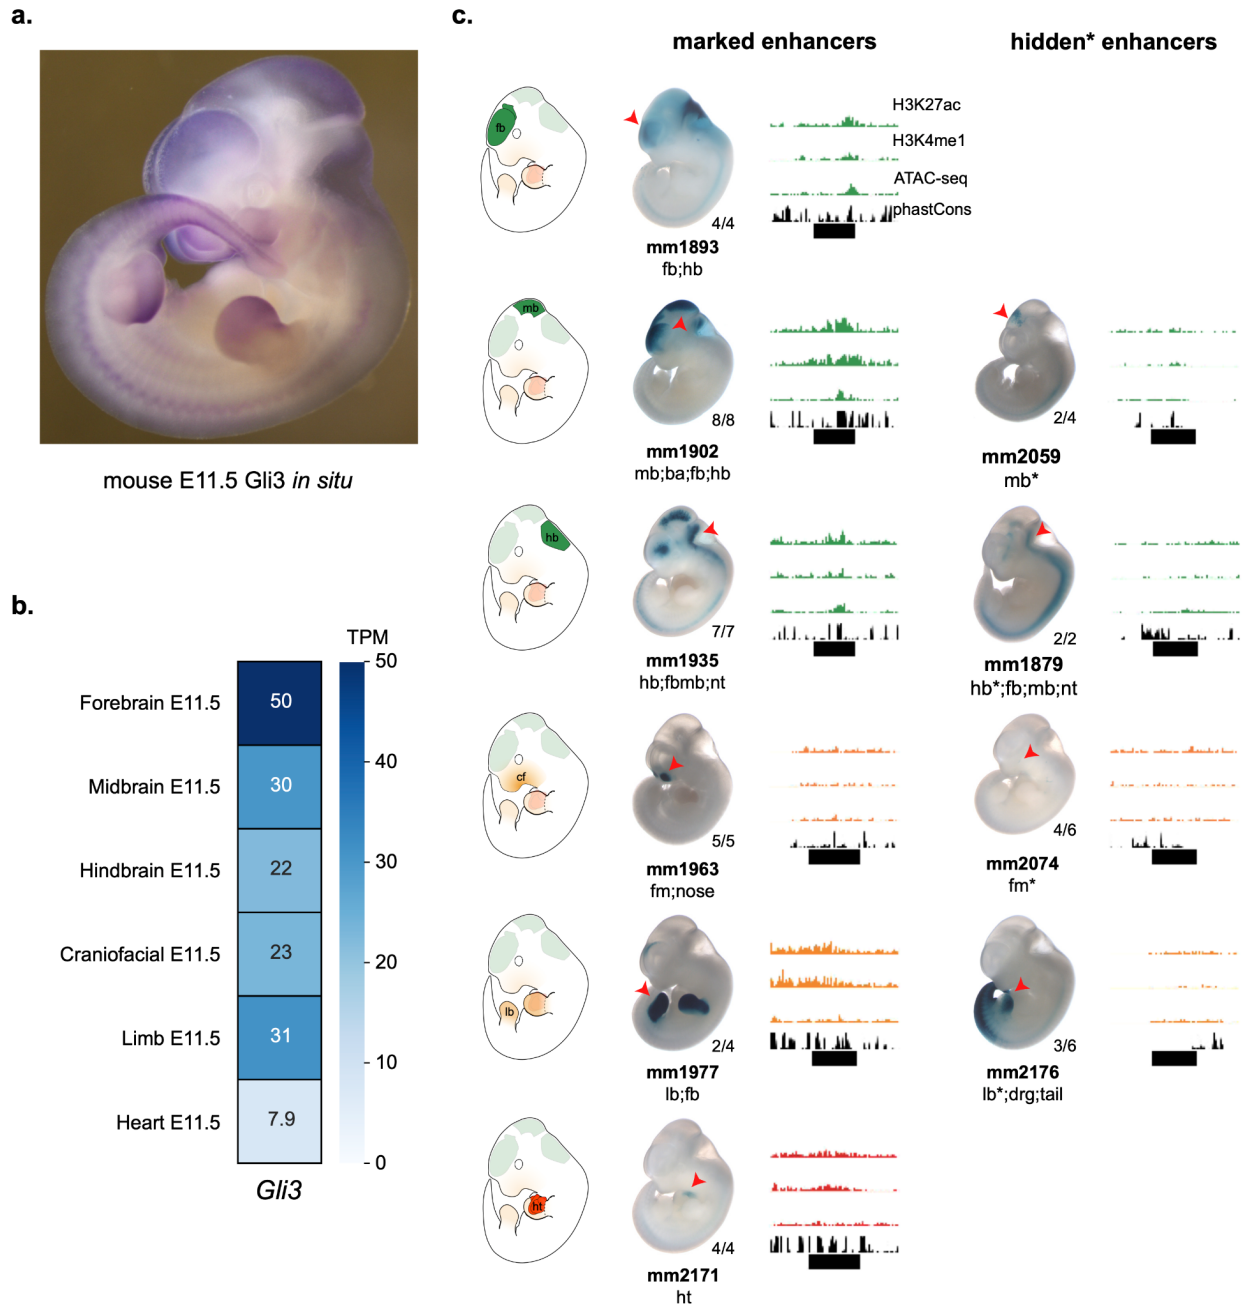 a.
mouse E11.5 Gli3 in situ
b.
TPM
50
40
30
20
10
0
Forebrain E11.5 50
Midbrain E11.5 30
Hindbrain E11.5 22
Craniofacial E11.5 23
Limb E11.5 31
Heart E11.5 7.9
Gli3
c.
marked enhancers hidden* enhancers
fb
4/4
mm1893
fb;hb
H3K27ac
H3K4me1
ATAC-seq
phastCons
mb
8/8
mm1902
mb;ba;fb;hb
2/4
mm2059
mb*
hb
7/7
mm1935
hb;fbmb;nt
2/2
mm1879
hb*;fb;mb;nt
cf
5/5
mm1963
fm;nose
4/6
mm2074
fm*
lb
2/4
mm1977
lb;fb
3/6
mm2176
lb*;drg;tail
ht
4/4
mm2171
ht